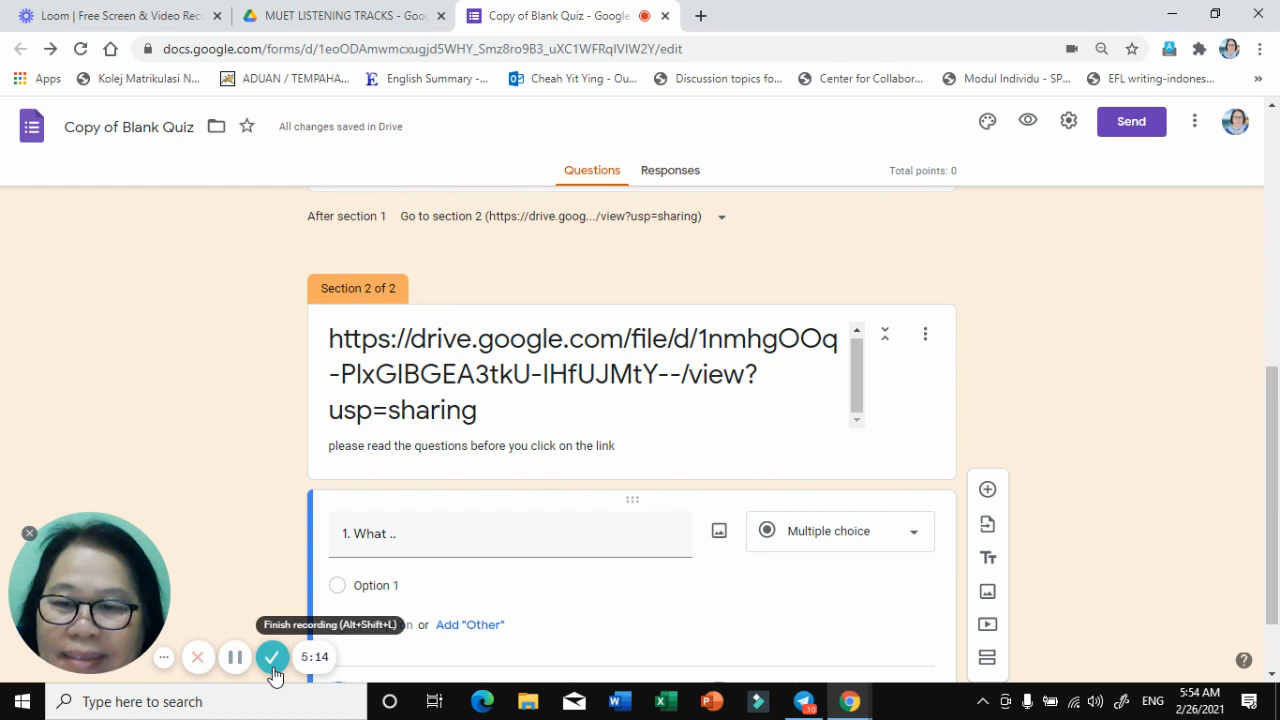 Loom | Free Screen & Video Rec
MUET LISTENING TRACKS - Goo
Copy of Blank Quiz - Google
docs.google.com/forms/d/1eoODAmwmcxugjd5WHY_Smz8ro9B3_uXC1WFRqIVIW2Y/edit
Apps
Kolej Matrikulasi N...
ADUAN / TEMPAHA...
English Summary -...
Cheah Yit Ying - Ou...
Discussion topics fo...
Center for Collabor...
Modul Individu - SP...
EFL writing-indones...
»
Copy of Blank Quiz
All changes saved in Drive
Send
Questions
Responses
Total points: 0
After section 1 Go to section 2 (https://drive.goog.../view?usp=sharing)
Section 2 of 2
https://drive.google.com/file/d/1nmhgOOq
-PIxGIBGEA3tkU-IHfUJMtY--/view?
usp=sharing
please read the questions before you click on the link
1. What ..
Multiple choice
Option 1
Finish recording (Alt+Shift+L)
or Add "Other"
5:14
Type here to search
10
ENG
5:54 AM
2/26/2021